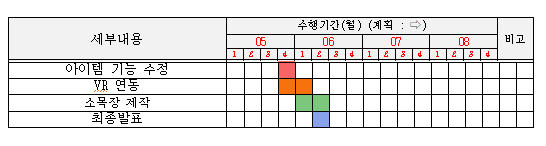 세부내용 수행기간(월) (계획 : ⇨) 비고
05 06 07 08
1 2 3 4 1 2 3 4 1 2 3 4 1 2 3 4
아이템 기능 수정
VR 연동
소목장 제작
최종발표